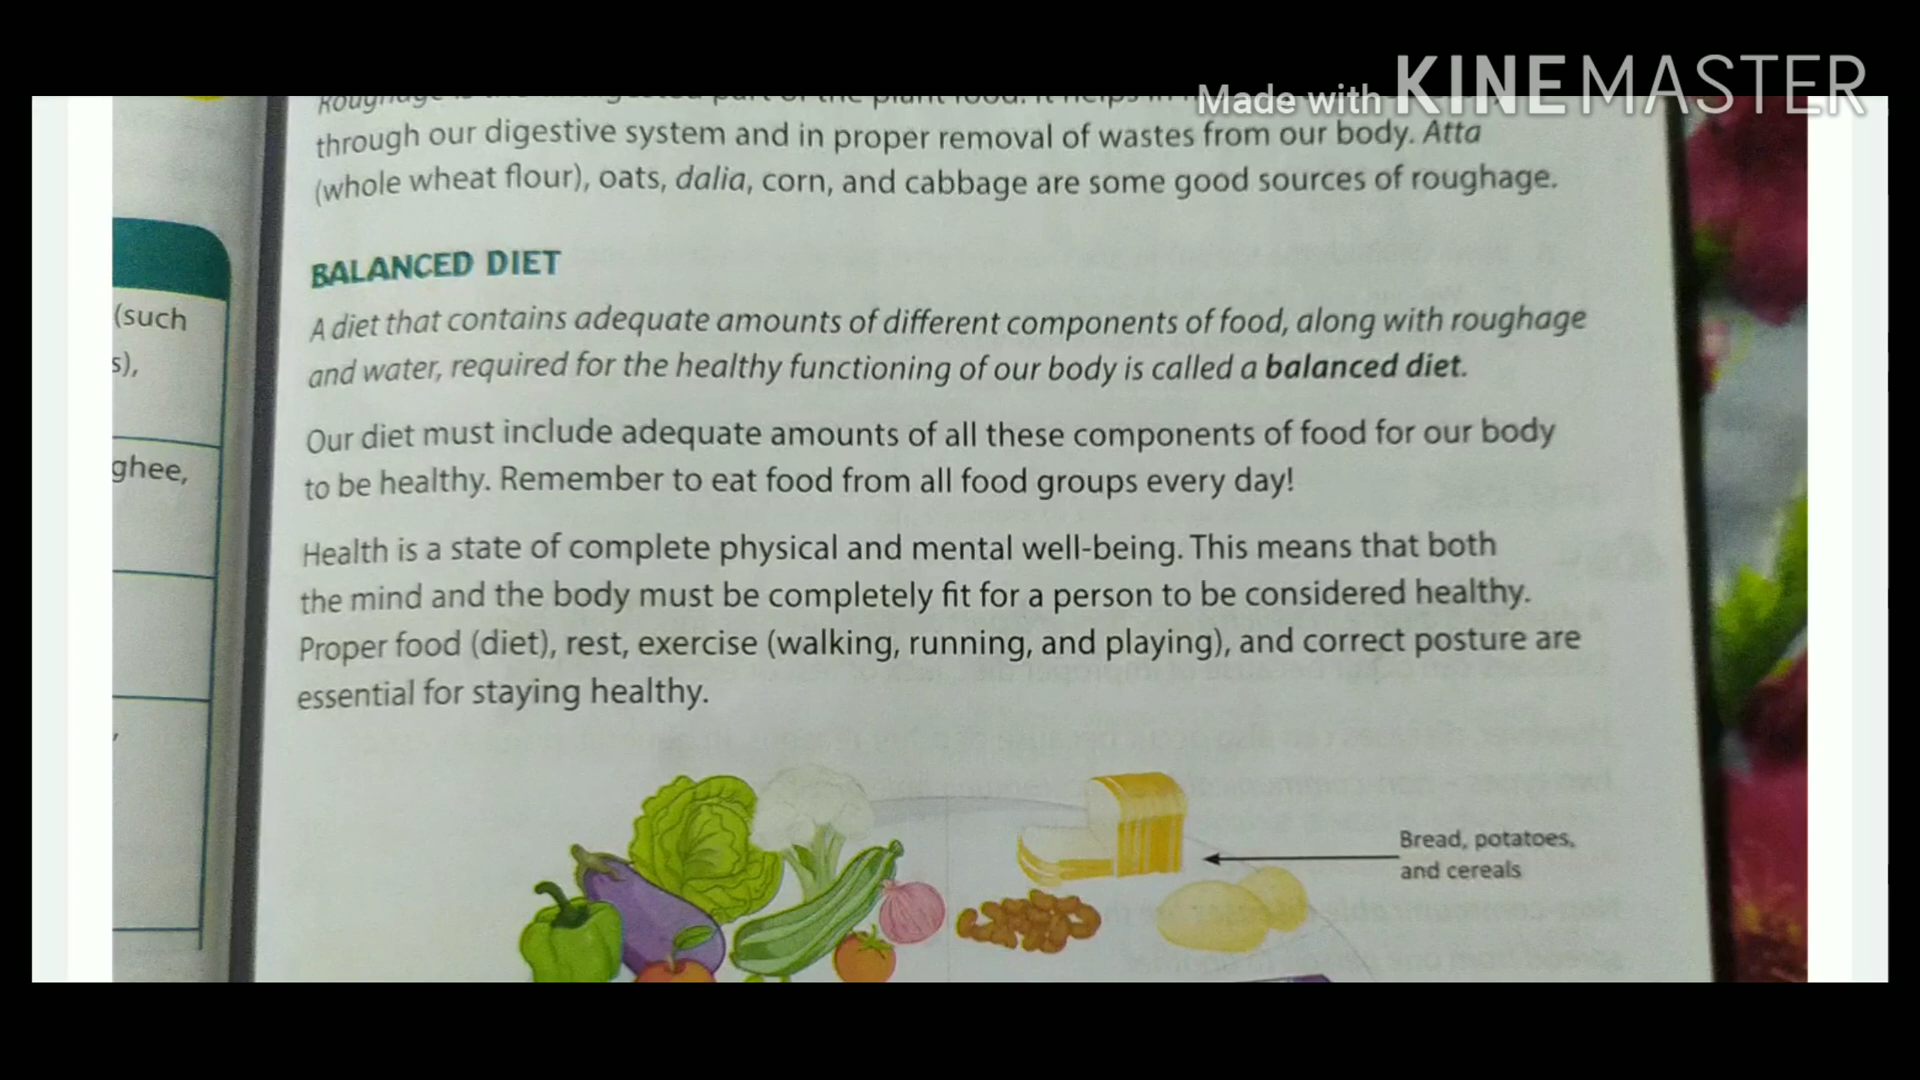 Made with KINEMASTER
through our digestive system and in proper removal of wastes from our body. Atta
(whole wheat flour), oats, dalia, corn, and cabbage are some good sources of roughage.
BALANCED DIET
A diet that contains adequate amounts of different components of food, along with roughage
and water, required for the healthy functioning of our body is called a balanced diet.
Our diet must include adequate amounts of all these components of food for our body
to be healthy. Remember to eat food from all food groups every day!
Health is a state of complete physical and mental well-being. This means that both
the mind and the body must be completely fit for a person to be considered healthy.
Proper food (diet), rest, exercise (walking, running, and playing), and correct posture are
essential for staying healthy.
(such
s),
ghee,
Bread, potatoes,
and cereals